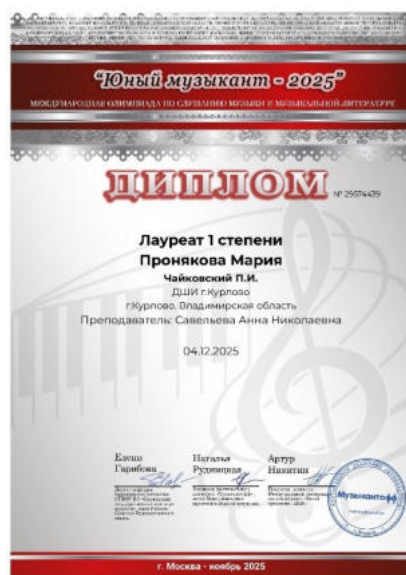 "Юный музыкант - 2025"
МЕЖДУНАРОДНАЯ ОЛИМПИАДА ПО СЛУШАНИЮ МУЗЫКИ И МУЗЫКАЛЬНОЙ ЛИТЕРАТУРЕ
ДИПЛОМ
№ 29574439
Лауреат 1 степени
Пронякова Мария
Чайковский П.И.
ДШИ г.Курлово
г.Курлово. Владимирская область
Преподаватель: Савельева Анна Николаевна
04.12.2025
Елена Гарибова
Наталья Рудницкая
Артур Никитин
Музыкантофф
г. Москва - ноябрь 2025